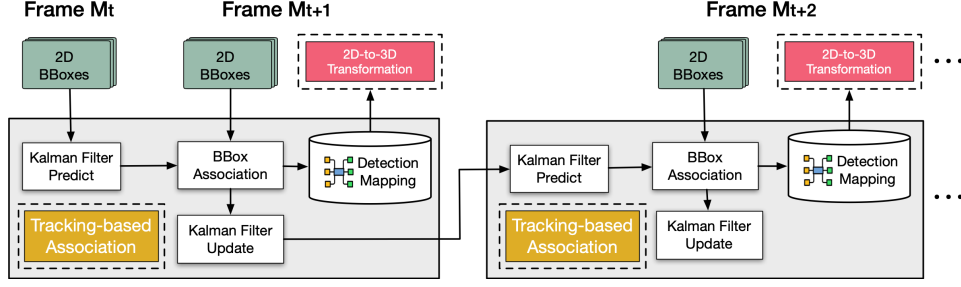 Frame Mt
Frame Mt+1
Frame Mt+2
2D
BBoxes
2D
BBoxes
2D-to-3D
Transformation
2D
BBoxes
2D-to-3D
Transformation
Kalman Filter
Predict
BBox
Association
Detection
Mapping
Tracking-based
Association
Kalman Filter
Update
Kalman Filter
Predict
BBox
Association
Detection
Mapping
Tracking-based
Association
Kalman Filter
Update